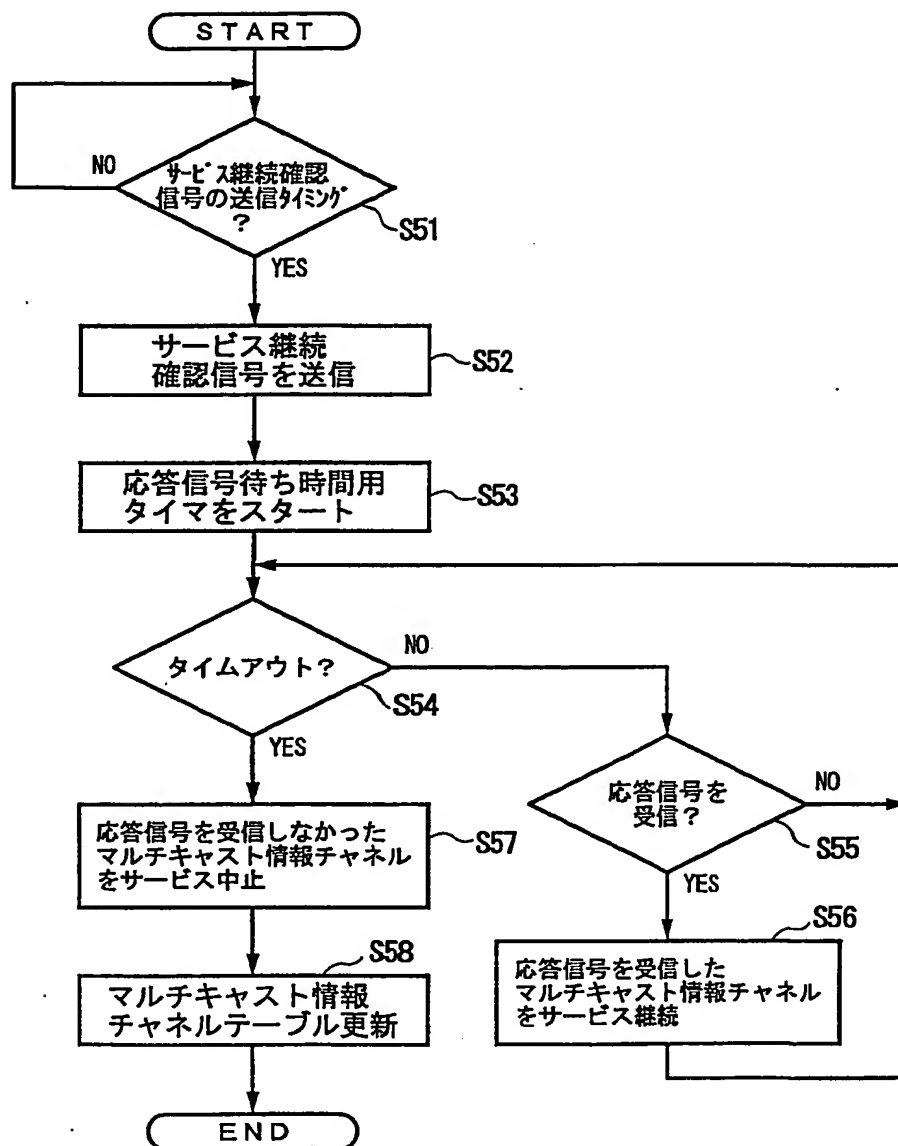 START
NO
サービス継続確認
信号の送信タイミング
?
S51
YES
サービス継続
確認信号を送信
S52
応答信号待ち時間用
タイマをスタート
S53
タイムアウト?
NO
S54
YES
応答信号を
受信?
NO
S55
YES
応答信号を受信しなかった
マルチキャスト情報チャネル
をサービス中止
S57
S56
応答信号を受信した
マルチキャスト情報チャネル
をサービス継続
S58
マルチキャスト情報
チャネルテーブル更新
END